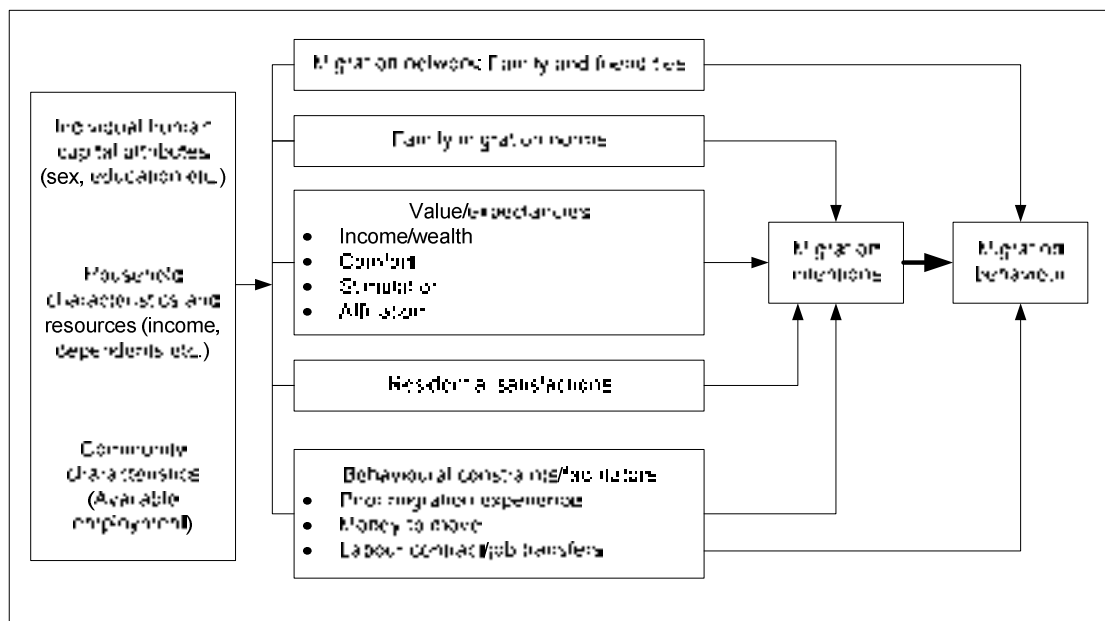 Individual human
capital attributes
(sex, education etc.)
Household
characteristics and
resources (income,
dependents etc.)
Community
characteristics
(Available
employment)
Migration network Family and friend ties
Family migration norms
Value/expectancies
• Income/wealth
• Comfort
• Stimulation
• Affiliation
Residential satisfactions
Behavioural constraints/facilitators
• Prior migration experience
• Money to move
• Labour contract/job transfers
Migration
intentions
Migration
behaviour